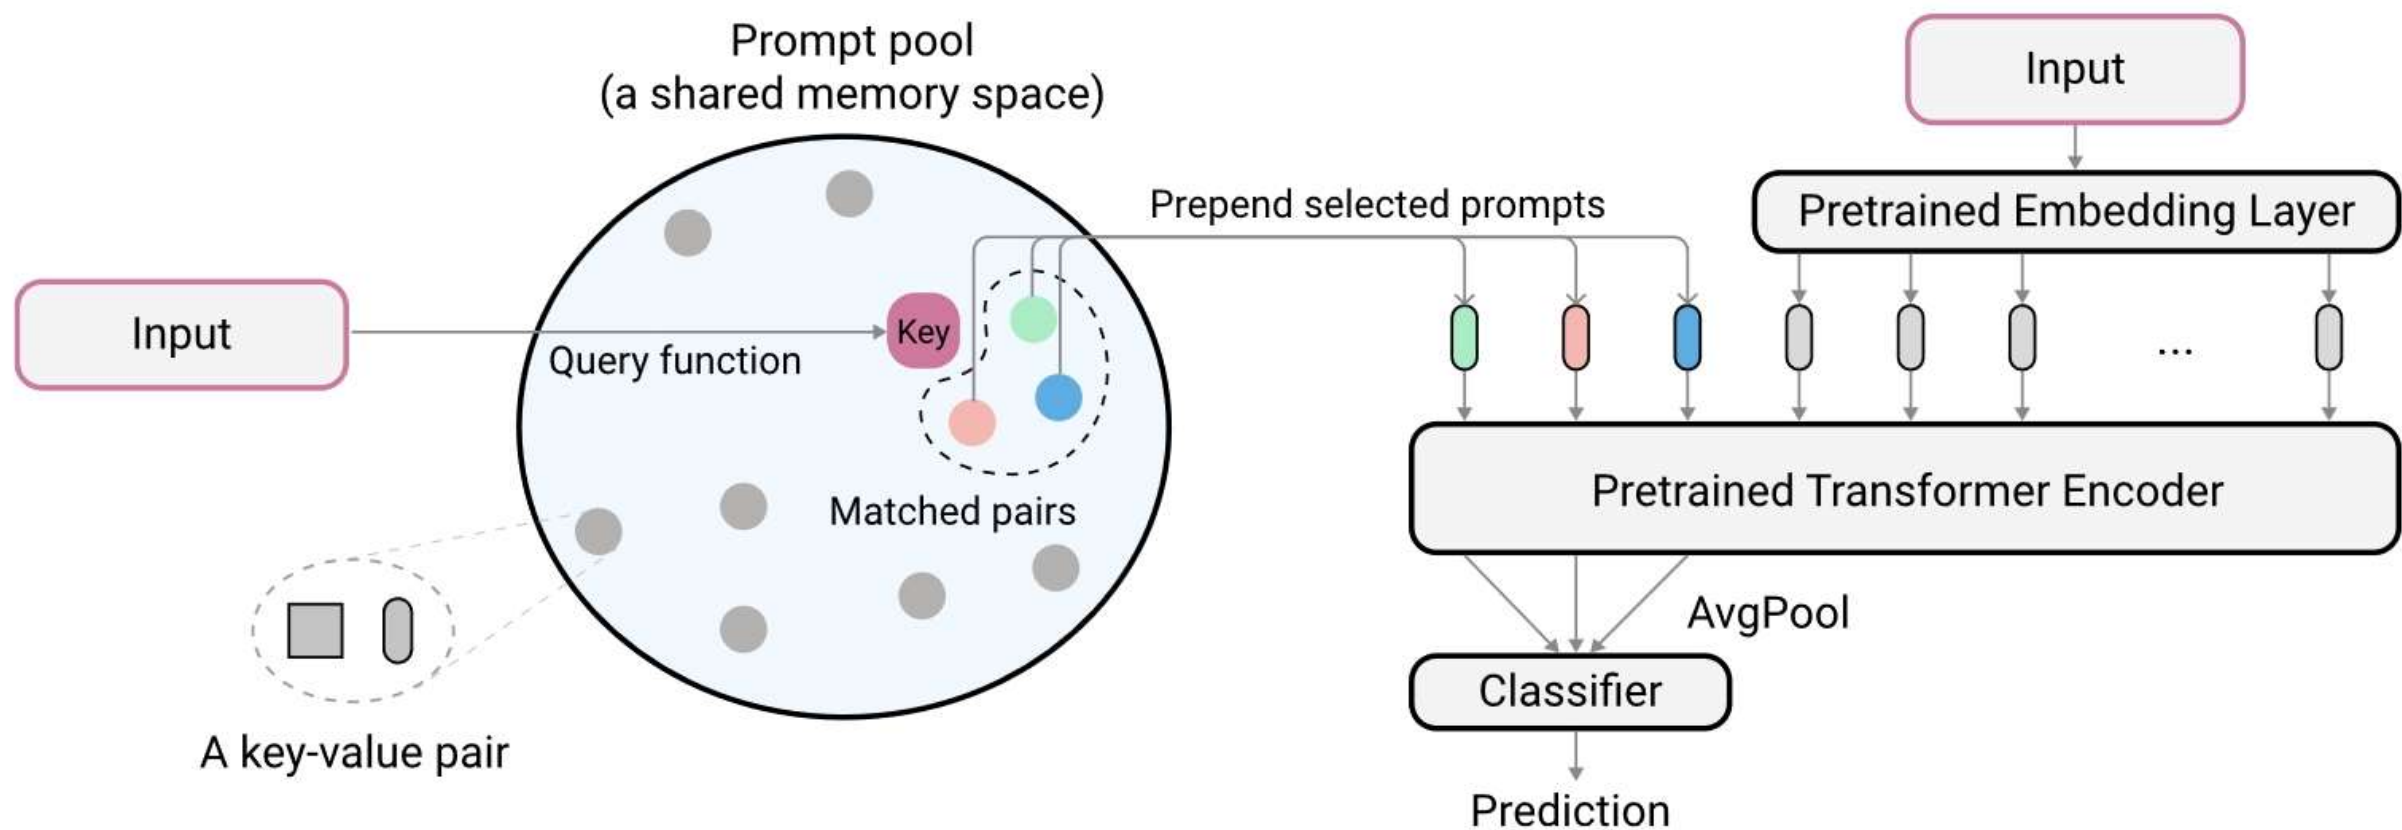 Prompt pool
(a shared memory space)
Input
Query function
Key
Matched pairs
A key-value pair
Prepend selected prompts
Input
Pretrained Embedding Layer
...
Pretrained Transformer Encoder
AvgPool
Classifier
Prediction